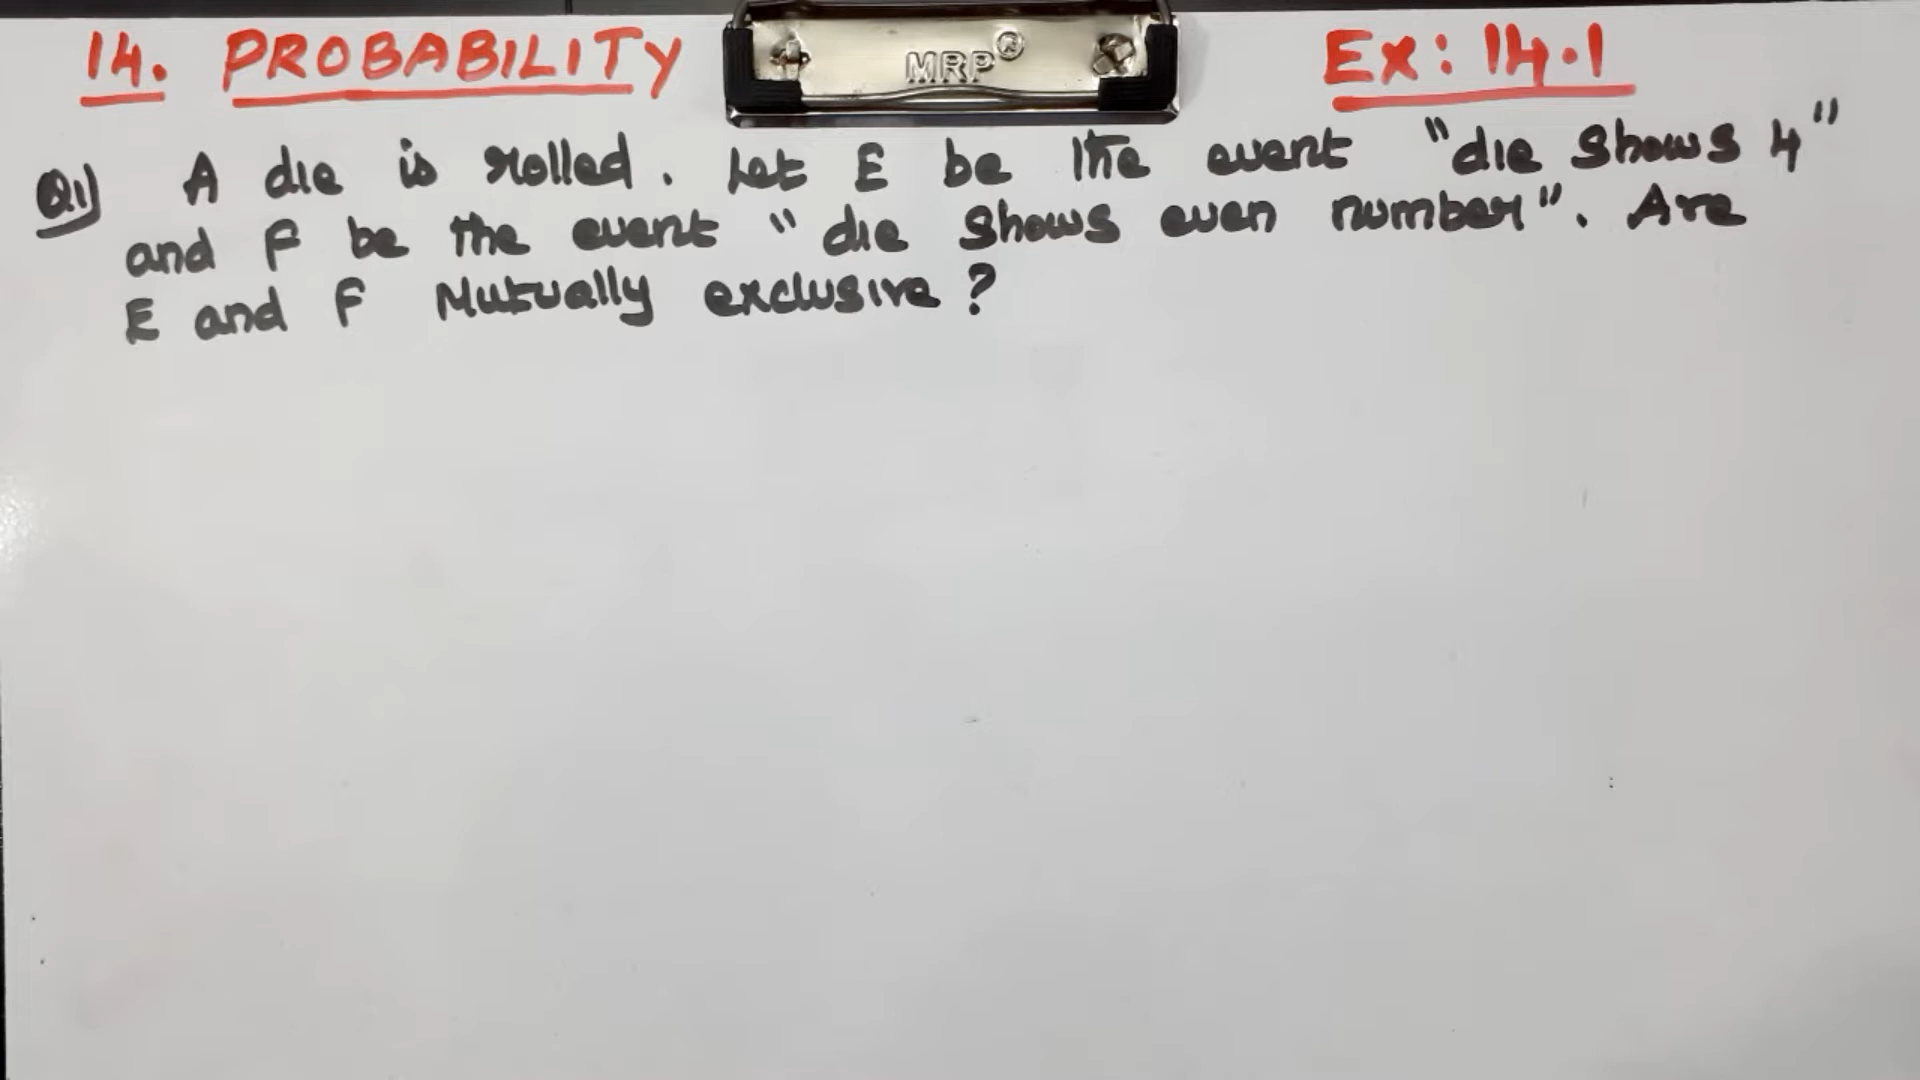 14. PROBABILITY
MRP®
Ex: 14.1
Q1) A die is rolled. Let E be the event "die shows 4"
and F be the event "die shows even number". Are
E and F Mutually exclusive?